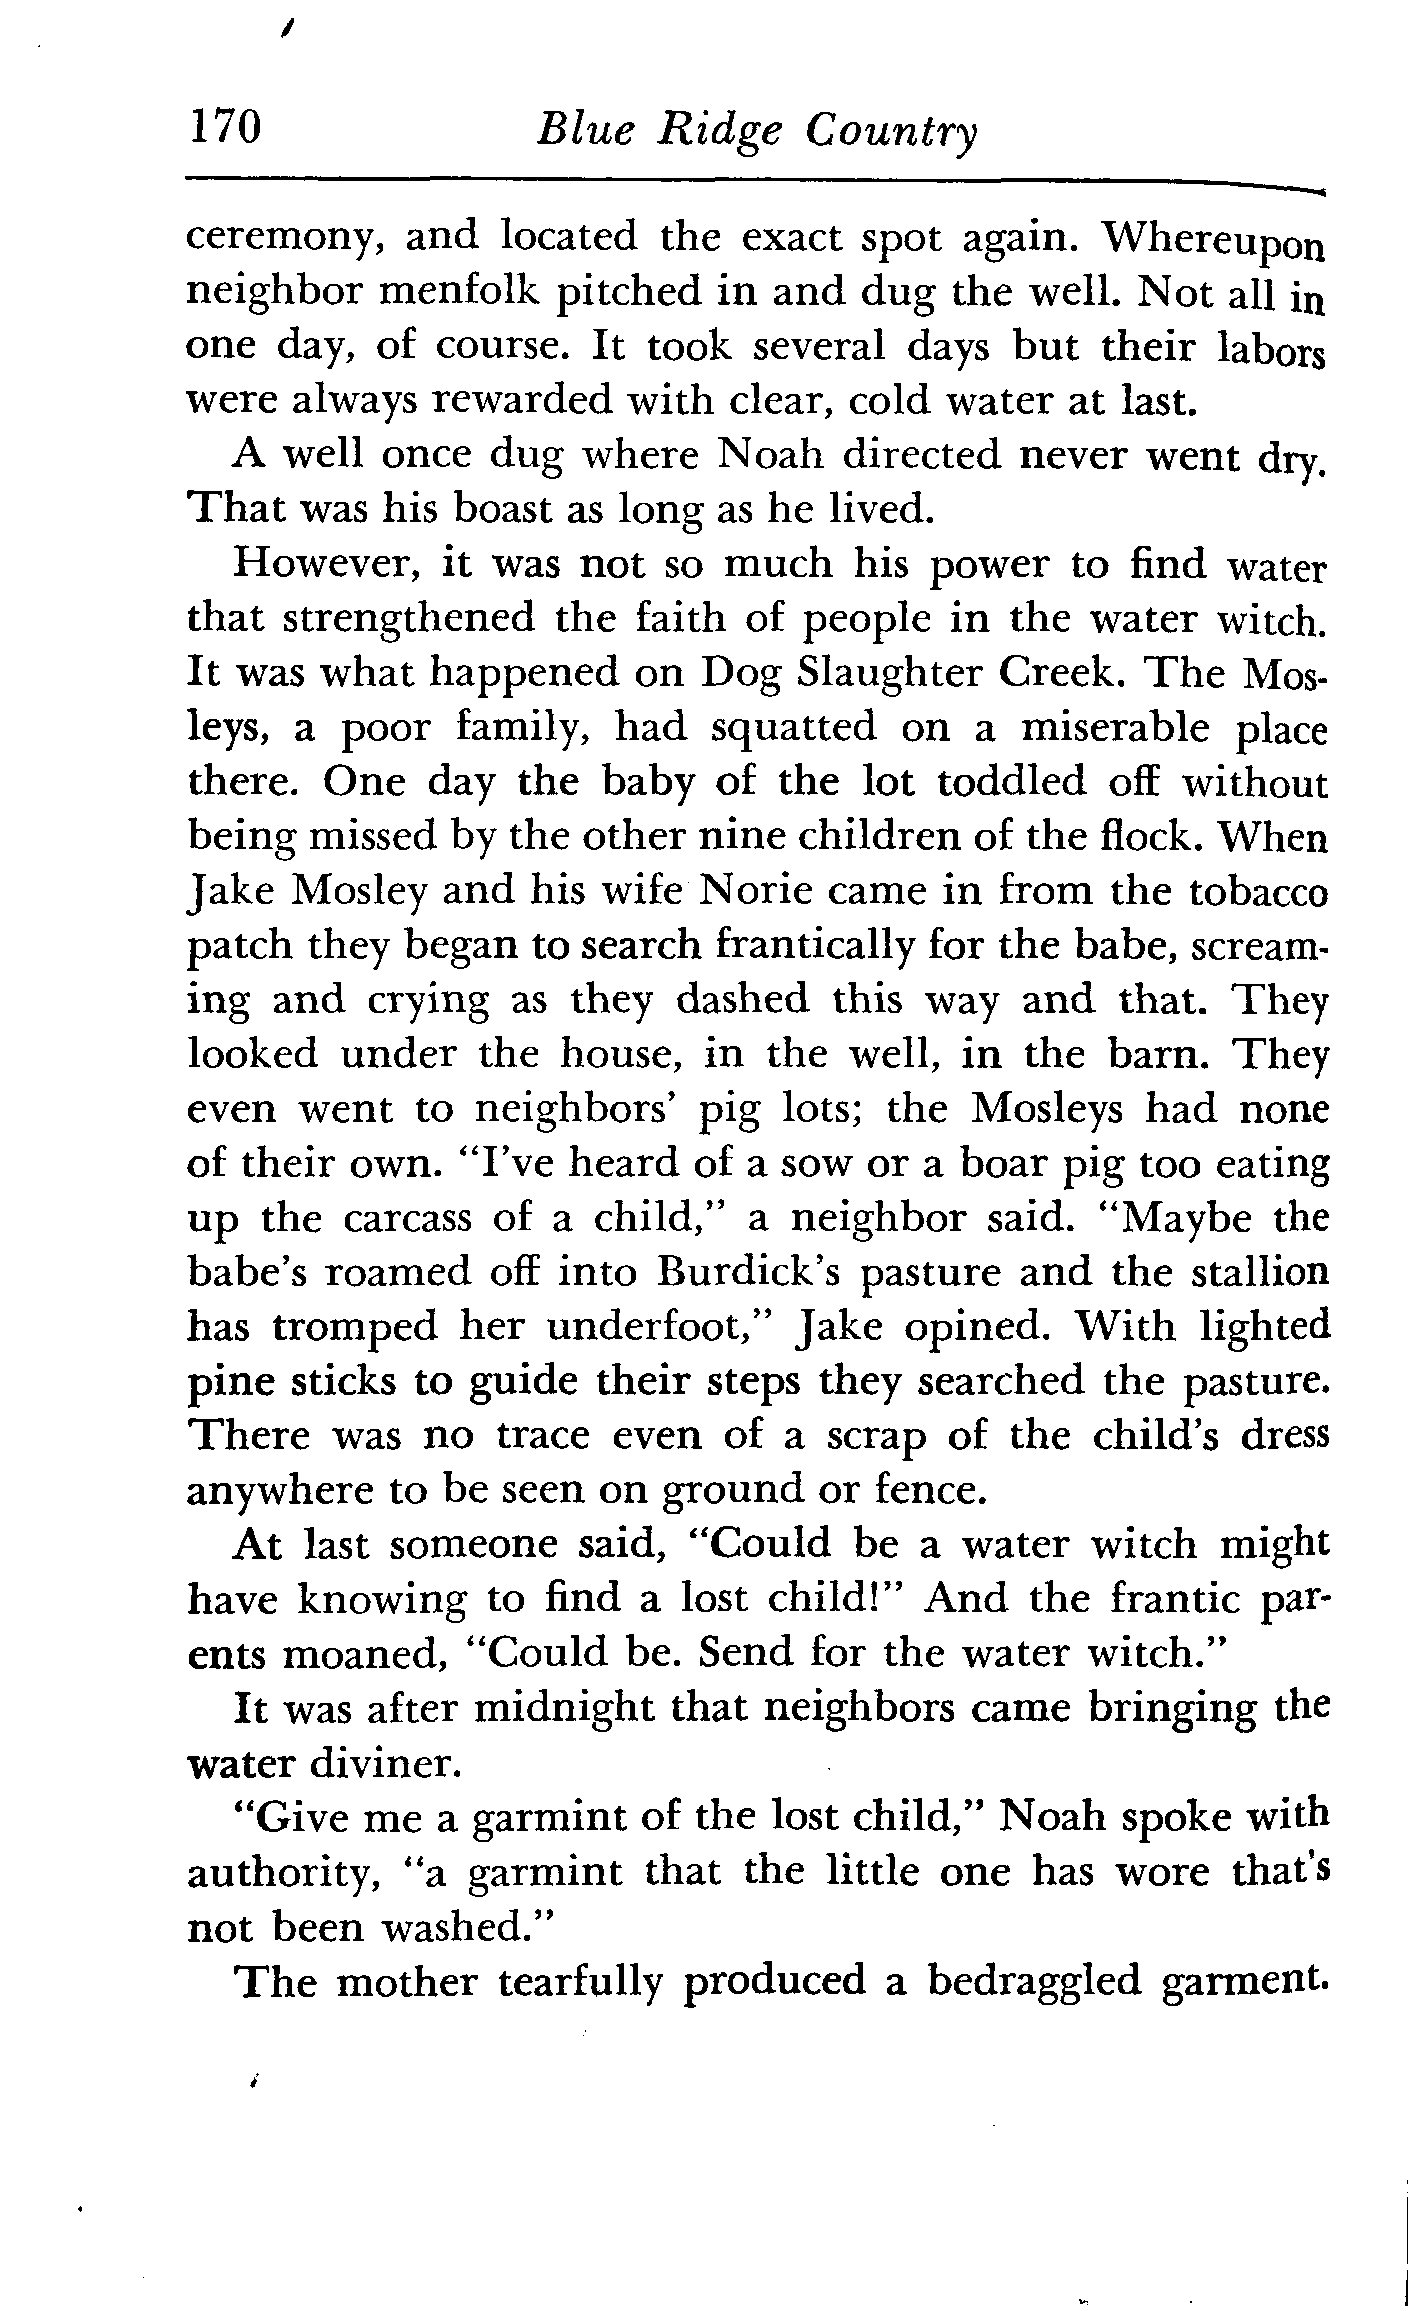 170 Blue Ridge Country
ceremony, and located the exact spot again. Whereupon
neighbor menfolk pitched in and dug the well. Not all in
one day, of course. It took several days but their labors
were always rewarded with clear, cold water at last.
A well once dug where Noah directed never went dry.
That was his boast as long as he lived.
However, it was not so much his power to find water
that strengthened the faith of people in the water witch.
It was what happened on Dog Slaughter Creek. The Mos-
leys, a poor family, had squatted on a miserable place
there. One day the baby of the lot toddled off without
being missed by the other nine children of the flock. When
Jake Mosley and his wife Norie came in from the tobacco
patch they began to search frantically for the babe, scream-
ing and crying as they dashed this way and that. They
looked under the house, in the well, in the barn. They
even went to neighbors' pig lots; the Mosleys had none
of their own. "I've heard of a sow or a boar pig too eating
up the carcass of a child," a neighbor said. "Maybe the
babe's roamed off into Burdick's pasture and the stallion
has tromped her underfoot," Jake opined. With lighted
pine sticks to guide their steps they searched the pasture.
There was no trace even of a scrap of the child's dress
anywhere to be seen on ground or fence.
At last someone said, "Could be a water witch might
have knowing to find a lost child!" And the frantic par-
ents moaned, "Could be. Send for the water witch."
It was after midnight that neighbors came bringing the
water diviner.
"Give me a garmint of the lost child," Noah spoke with
authority, "a garmint that the little one has wore that's
not been washed."
The mother tearfully produced a bedraggled garment.